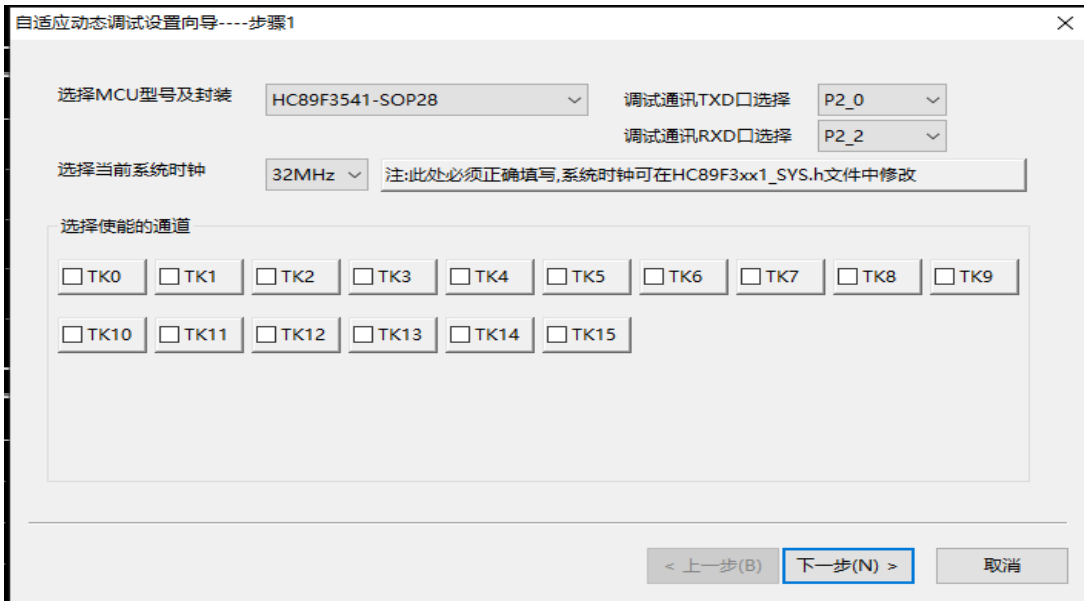 自适应动态调试设置向导----步骤1
选择MCU型号及封装
HC89F3541-SOP28
调试通讯TXD口选择
P2_0
调试通讯RXD口选择
P2_2
选择当前系统时钟
32MHz
注:此处必须正确填写,系统时钟可在HC89F3xx1_SYS.h文件中修改
选择使能的通道
TK0 TK1 TK2 TK3 TK4 TK5 TK6 TK7 TK8 TK9
TK10 TK11 TK12 TK13 TK14 TK15
< 上一步(B) 下一步(N) > 取消